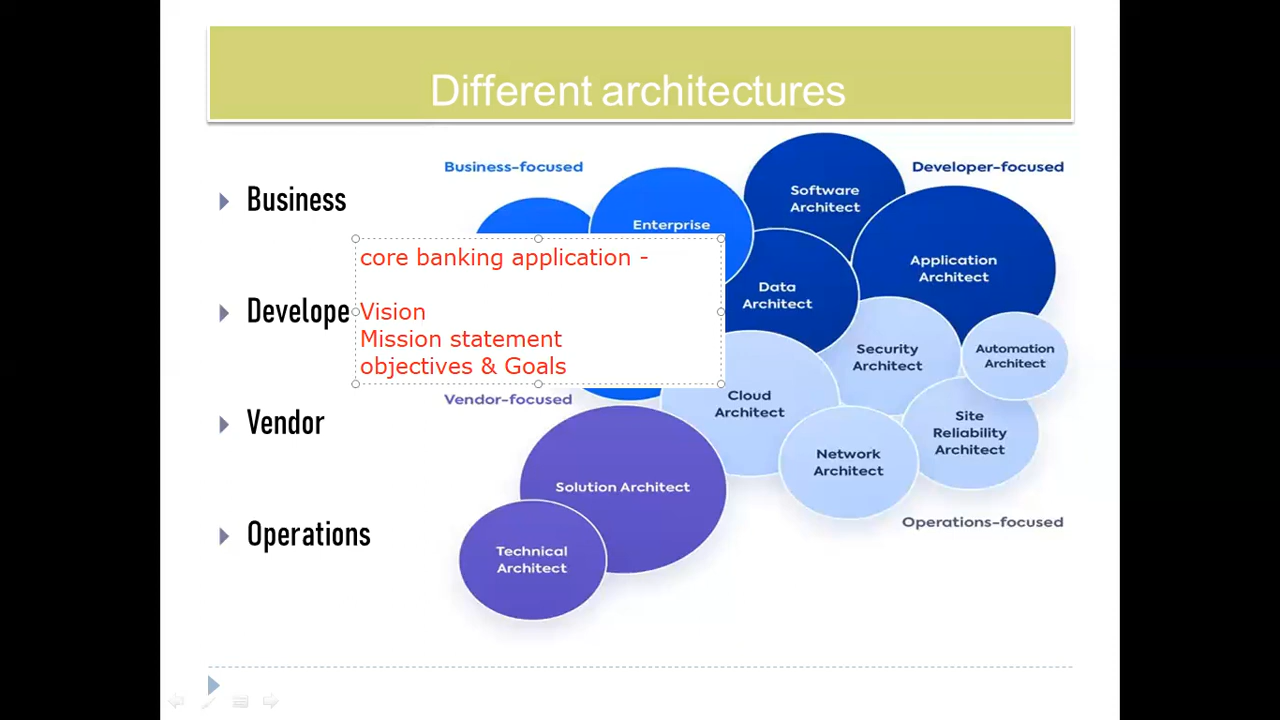 Different architectures
Business
Develope
Vendor
Operations
Business-focused
Developer-focused
Enterprise
Software
Architect
Application
Architect
Data
Architect
core banking application -
Vision
Mission statement
objectives & Goals
Security
Architect
Automation
Architect
Vendor-focused
Cloud
Architect
Site
Reliability
Architect
Network
Architect
Solution Architect
Operations-focused
Technical
Architect